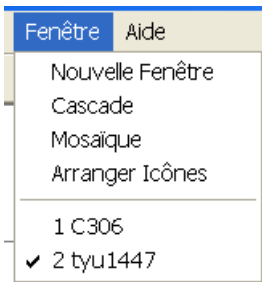 Fenêtre Aide
Nouvelle Fenêtre
Cascade
Mosaïque
Arranger Icônes
1 C306
✓ 2 tyu1447